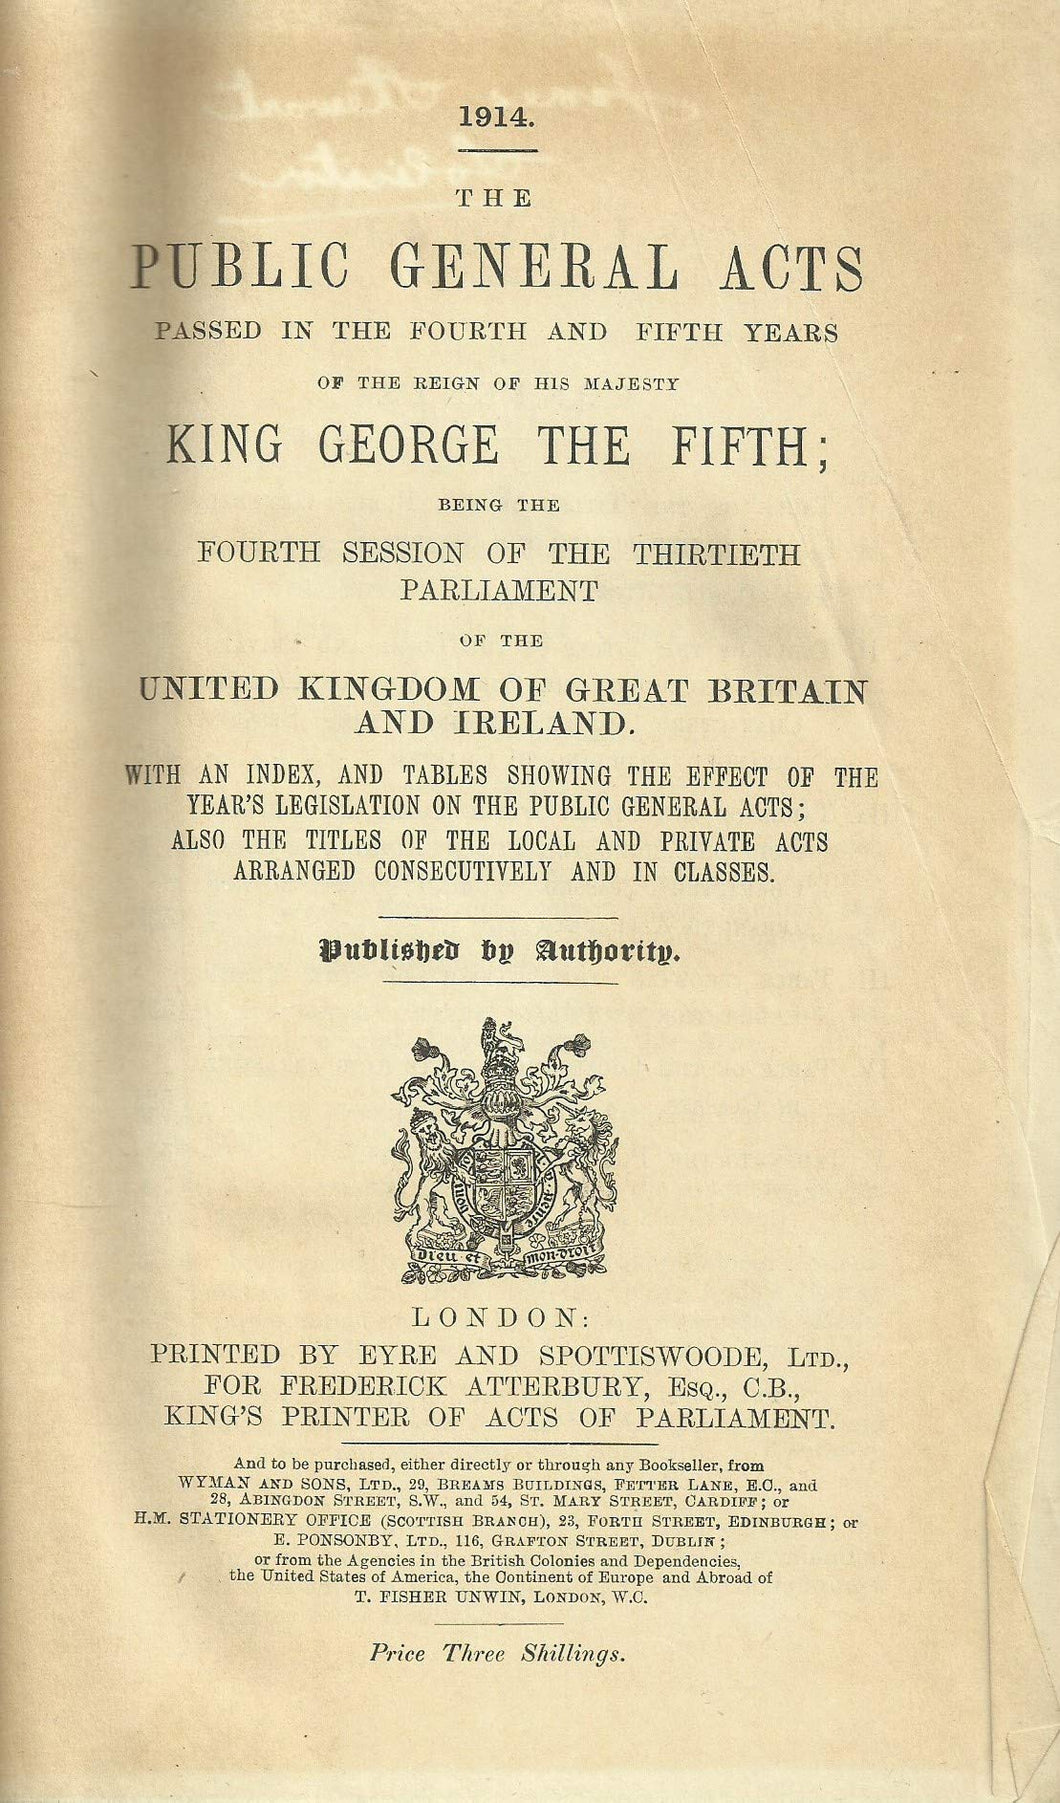 1914.
THE
PUBLIC GENERAL ACTS
PASSED IN THE FOURTH AND FIFTH YEARS
OF THE REIGN OF HIS MAJESTY
KING GEORGE THE FIFTH;
BEING THE
FOURTH SESSION OF THE THIRTIETH
PARLIAMENT
OF THE
UNITED KINGDOM OF GREAT BRITAIN
AND IRELAND.
WITH AN INDEX, AND TABLES SHOWING THE EFFECT OF THE
YEAR'S LEGISLATION ON THE PUBLIC GENERAL ACTS;
ALSO THE TITLES OF THE LOCAL AND PRIVATE ACTS
ARRANGED CONSECUTIVELY AND IN CLASSES.
Published by Authority.
Dieu et mon droit
LONDON:
PRINTED BY EYRE AND SPOTTISWOODE, LTD.,
FOR FREDERICK ATTERBURY, ESQ., C.B.,
KING'S PRINTER OF ACTS OF PARLIAMENT.
And to be purchased, either directly or through any Bookseller, from
WYMAN AND SONS, LTD., 29, BREAMS BUILDINGS, FETTER LANE, E.C., and
28, ABINGDON STREET, S.W., and 54, ST. MARY STREET, CARDIFF; or
H.M. STATIONERY OFFICE (SCOTTISH BRANCH), 23, FORTH STREET, EDINBURGH; or
E. PONSONBY, LTD., 116, GRAFTON STREET, DUBLIN;
or from the Agencies in the British Colonies and Dependencies,
the United States of America, the Continent of Europe and Abroad of
T. FISHER UNWIN, LONDON, W.C.
Price Three Shillings.